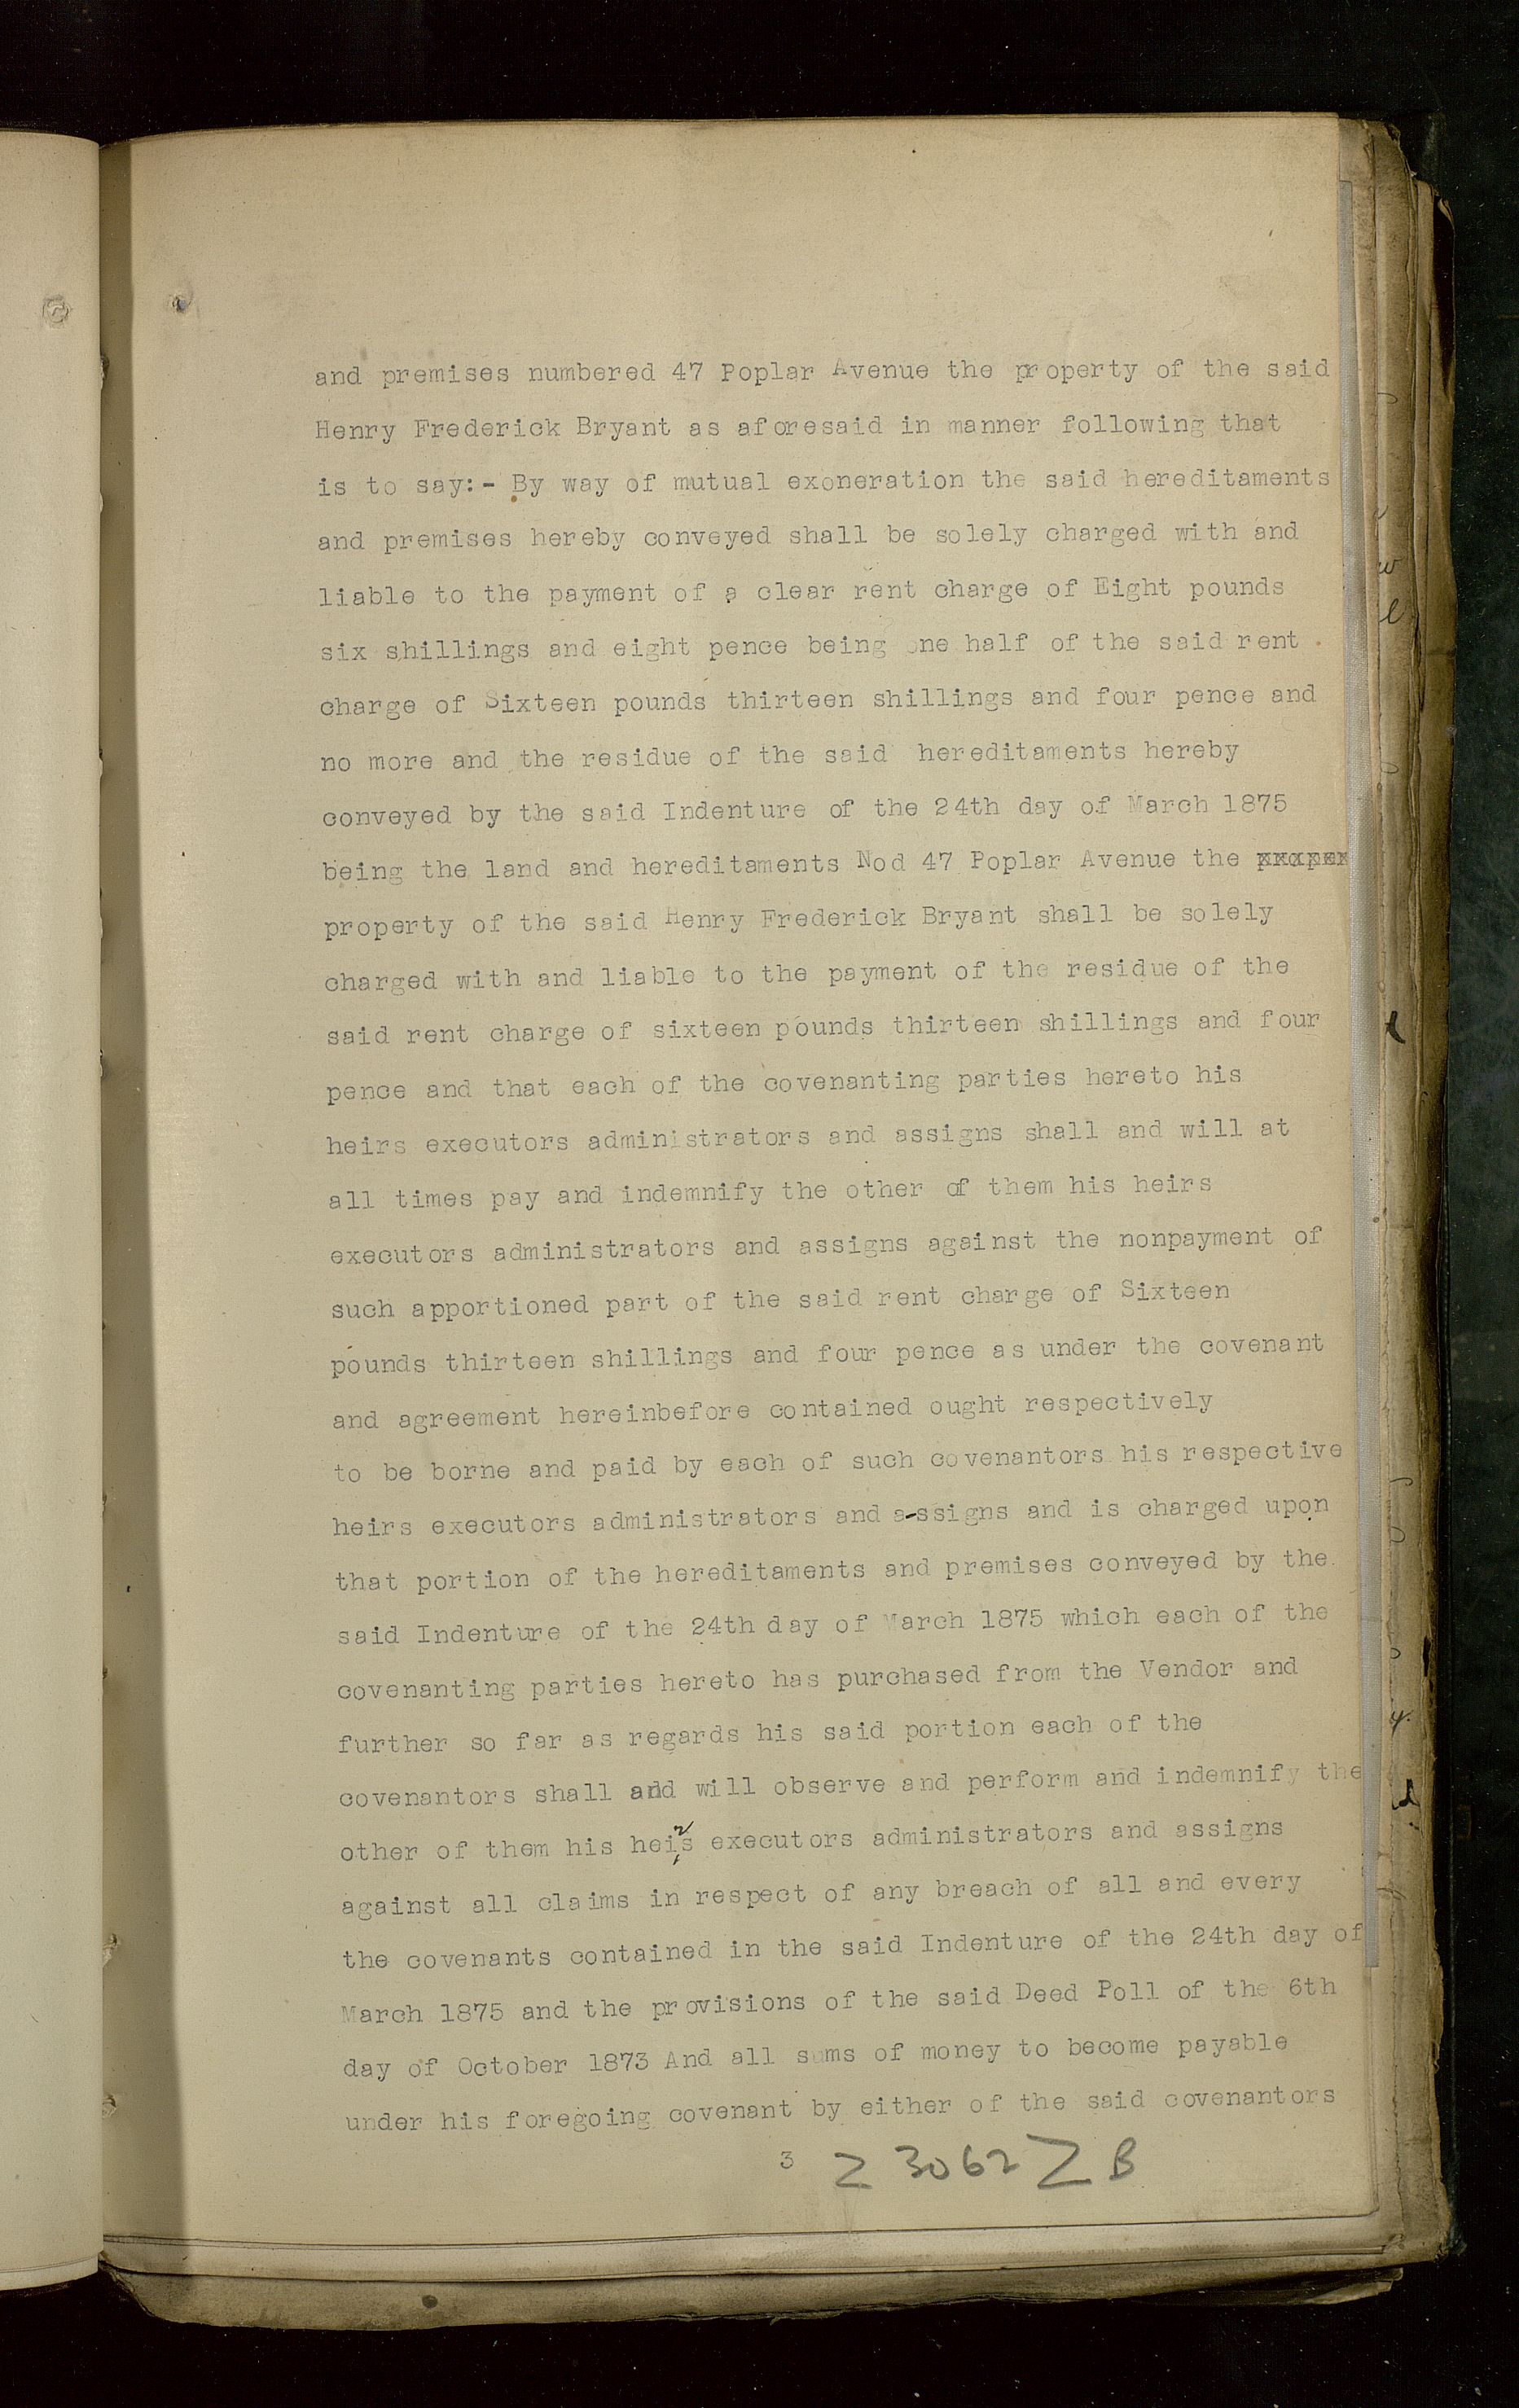 and premises numbered 47 Poplar Avenue the property of the said
Henry Frederick Bryant as aforesaid in manner following that
is to say:- By way of mutual exoneration the said hereditaments
and premises hereby conveyed shall be solely charged with and
liable to the payment of a clear rent charge of Eight pounds
six shillings and eight pence being one half of the said rent
charge of Sixteen pounds thirteen shillings and four pence and
no more and the residue of the said hereditaments hereby
conveyed by the said Indenture of the 24th day of March 1875
being the land and hereditaments Nod 47 Poplar Avenue the
property of the said Henry Frederick Bryant shall be solely
charged with and liable to the payment of the residue of the
said rent charge of sixteen pounds thirteen shillings and four
pence and that each of the covenanting parties hereto his
heirs executors administrators and assigns shall and will at
all times pay and indemnify the other of them his heirs
executors administrators and assigns against the nonpayment of
such apportioned part of the said rent charge of Sixteen
pounds thirteen shillings and four pence as under the covenant
and agreement hereinbefore contained ought respectively
to be borne and paid by each of such covenantors his respective
heirs executors administrators and a-ssigns and is charged upon
that portion of the hereditaments and premises conveyed by the
said Indenture of the 24th day of March 1875 which each of the
covenanting parties hereto has purchased from the Vendor and
further so far as regards his said portion each of the
covenantors shall and will observe and perform and indemnify the
other of them his heirs executors administrators and assigns
against all claims in respect of any breach of all and every
the covenants contained in the said Indenture of the 24th day of
March 1875 and the provisions of the said Deed Poll of the 6th
day of October 1873 And all sums of money to become payable
under his foregoing covenant by either of the said covenantors
3 Z 3062 Z B